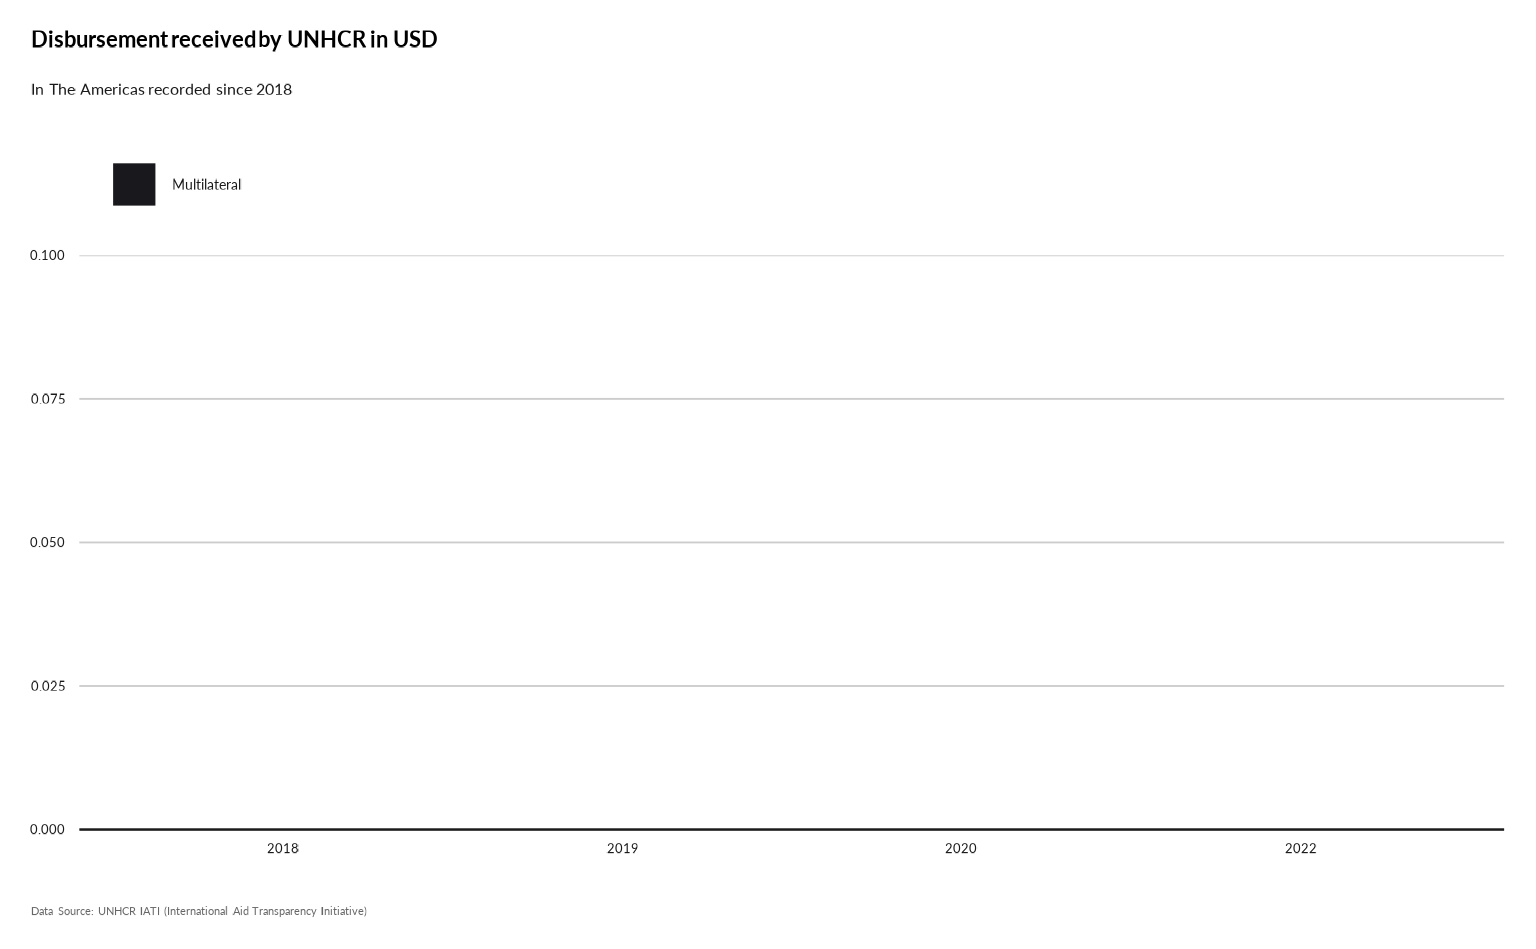 Disbursement received by UNHCR in USD
In The Americas recorded since 2018
Multilateral
0.100
0.075
0.050
0.025
0.000
2018 2019 2020 2022
Data Source: UNHCR IATI (International Aid Transparency Initiative)